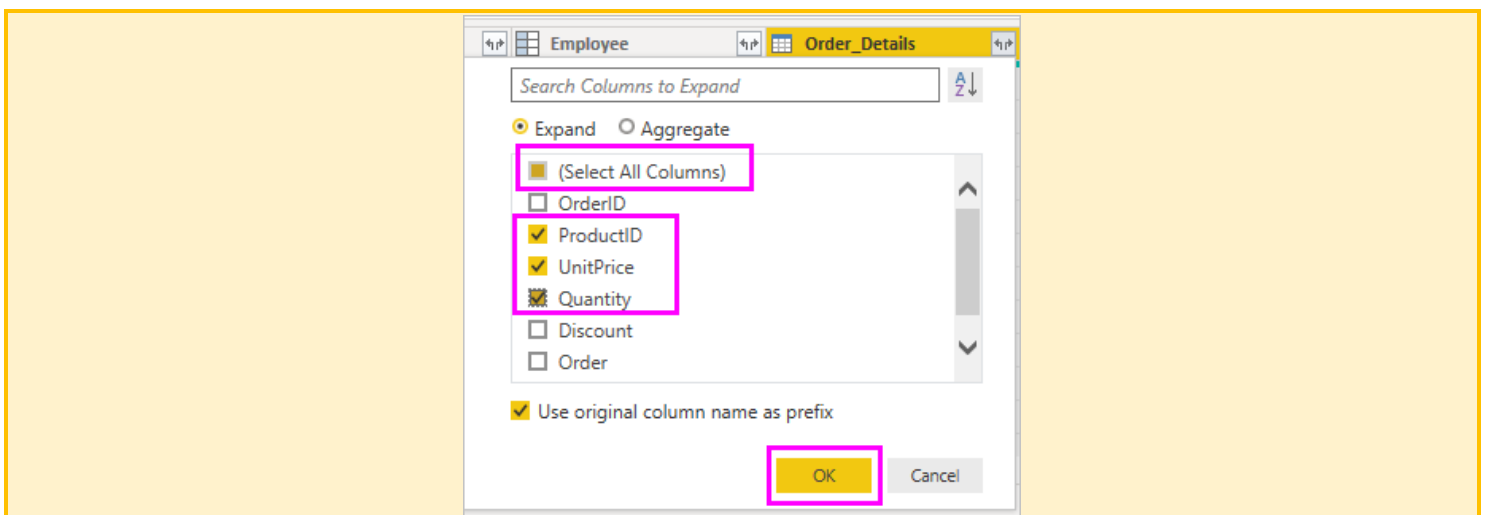 Employee Order_Details
Search Columns to Expand
A
Z
Expand Aggregate
(Select All Columns)
OrderID
ProductID
UnitPrice
Quantity
Discount
Order
Use original column name as prefix
OK Cancel